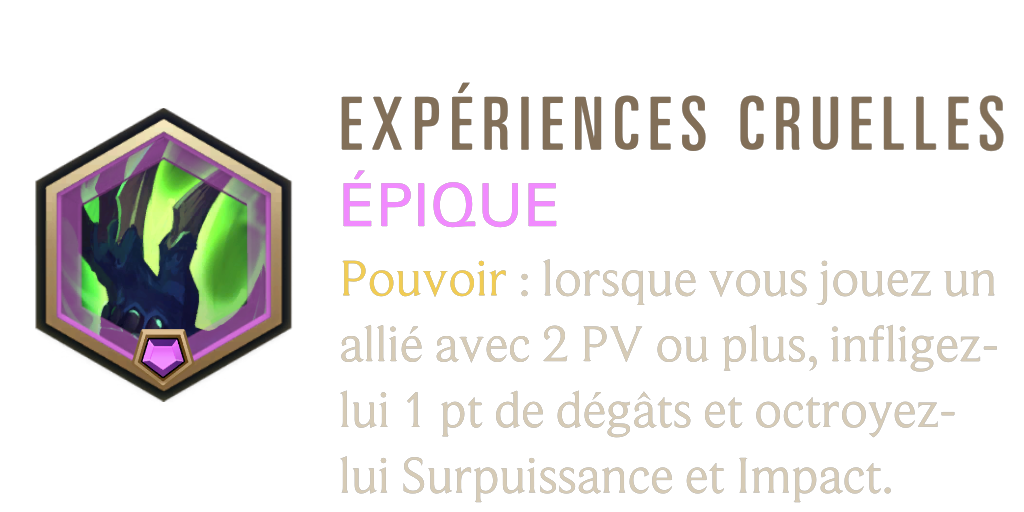 EXPÉRIENCES CRUELLES
ÉPIQUE
Pouvoir : lorsque vous jouez un
allié avec 2 PV ou plus, infligez-
lui 1 pt de dégâts et octroyez-
lui Surpuissance et Impact.